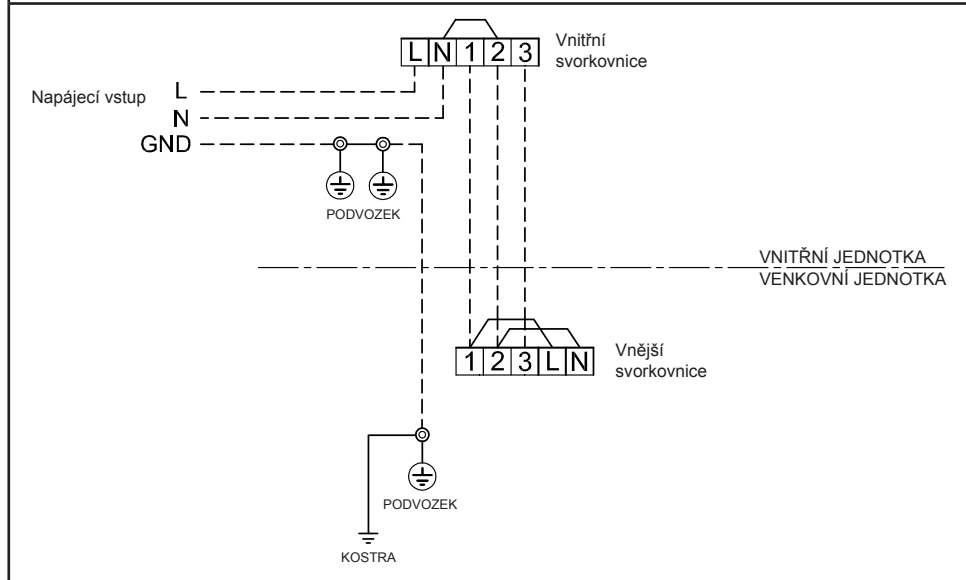 L N 1 2 3
Vnitřní
svorkovnice
Napájecí vstup
L
N
GND
PODVOZEK
VNITŘNÍ JEDNOTKA
VENKOVNÍ JEDNOTKA
1 2 3 L N
Vnější
svorkovnice
PODVOZEK
KOSTRA